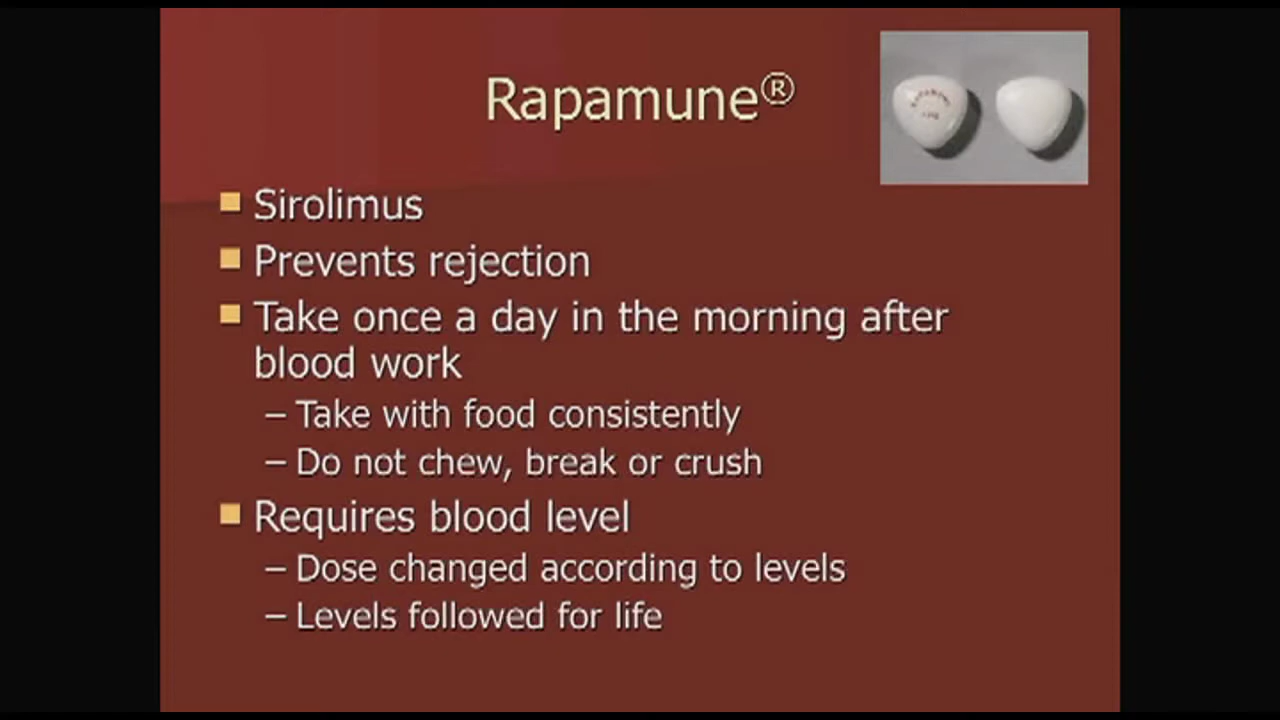 Rapamune®
Sirolimus
Prevents rejection
Take once a day in the morning after
blood work
– Take with food consistently
– Do not chew, break or crush
Requires blood level
– Dose changed according to levels
– Levels followed for life